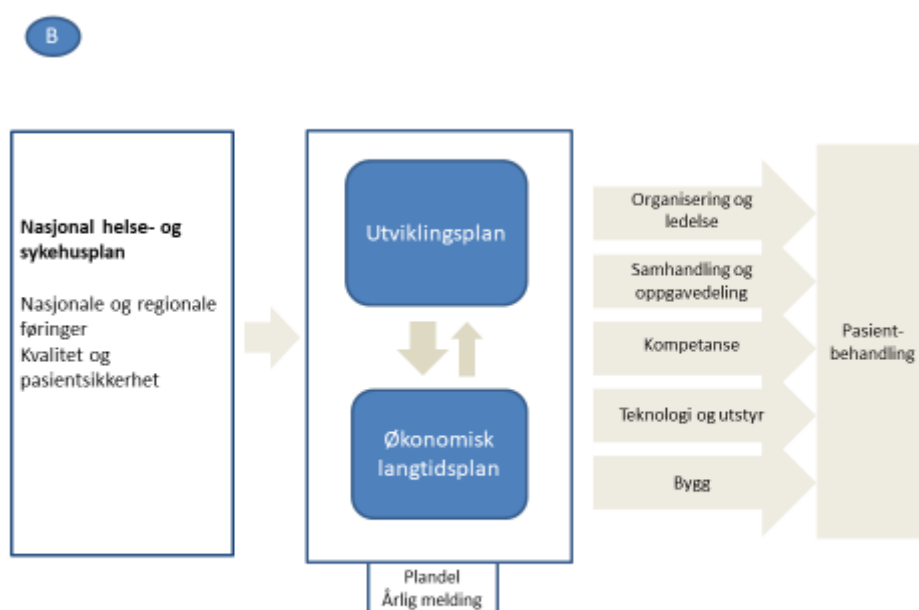 B
Nasjonal helse- og
sykehusplan
Nasjonale og regionale
føringer
Kvalitet og
pasientsikkerhet
Utviklingsplan
Økonomisk
langtidsplan
Plandel
Årlig melding
Organisering og
ledelse
Samhandling og
oppgavedeling
Kompetanse
Teknologi og utstyr
Bygg
Pasient-
behandling